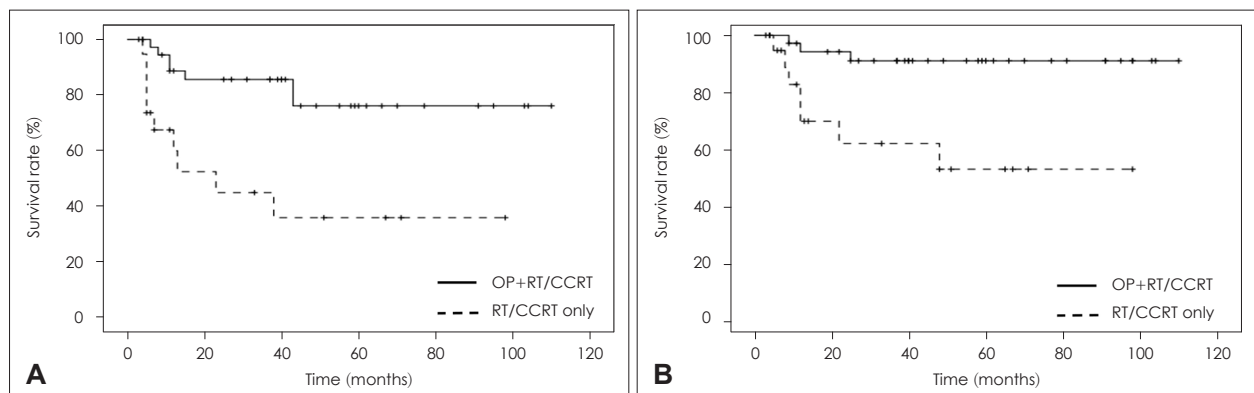 100
80
60
40
20
0
Survival rate (%)
OP+RT/CCRT
RT/CCRT only
0 20 40 60 80 100 120
Time (months)
A
100
80
60
40
20
0
Survival rate (%)
OP+RT/CCRT
RT/CCRT only
0 20 40 60 80 100 120
Time (months)
B